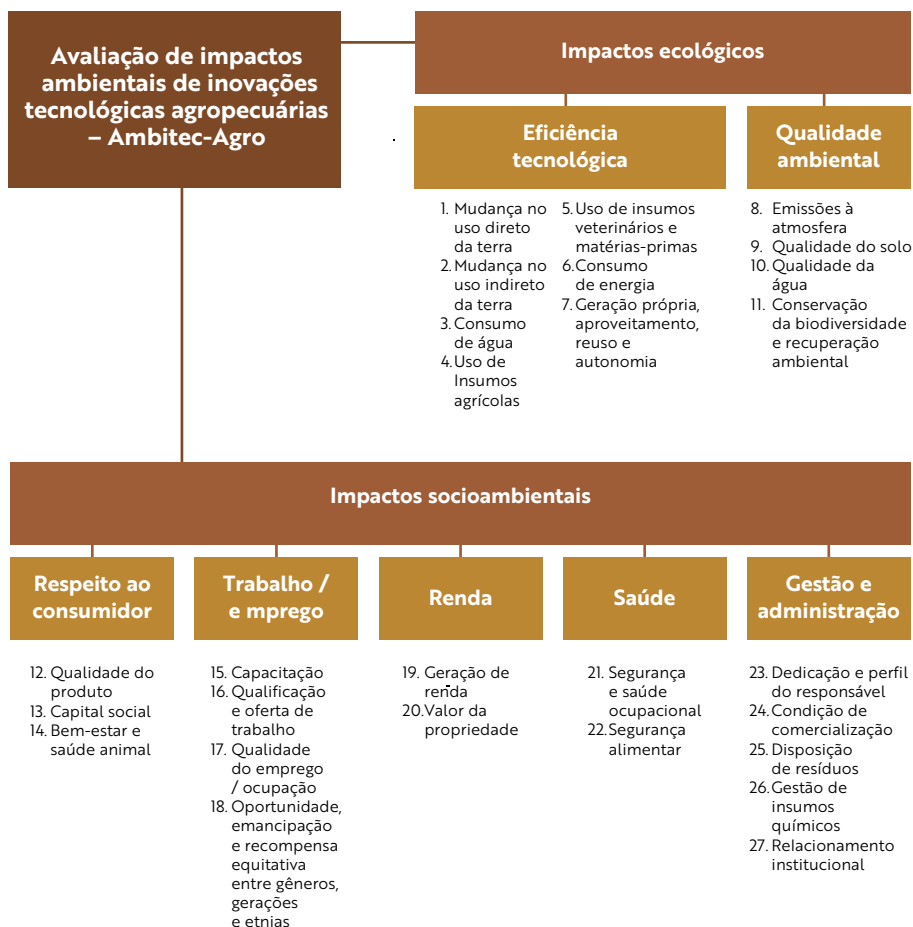 Avaliação de impactos
ambientais de inovações
tecnológicas agropecuárias
– Ambitec-Agro
Impactos ecológicos
Eficiência
tecnológica
1. Mudança no
uso direto
da terra
2. Mudança no
uso indireto
da terra
3. Consumo
de água
4. Uso de
Insumos
agrícolas
5. Uso de insumos
veterinários e
matérias-primas
6. Consumo
de energia
7. Geração própria,
aproveitamento,
reuso e
autonomia
Qualidade
ambiental
8. Emissões à
atmosfera
9. Qualidade do solo
10. Qualidade da
água
11. Conservação
da biodiversidade
e recuperação
ambiental
Impactos socioambientais
Respeito ao
consumidor
12. Qualidade do
produto
13. Capital social
14. Bem-estar e
saúde animal
Trabalho /
e mprego
15. Capacitação
16. Qualificação
e oferta de
trabalho
17. Qualidade
do emprego
/ ocupação
18. Oportunidade,
emancipação
e recompensa
equitativa
entre gêneros,
gerações
e etnias
Renda
19. Geração de
renda
20. Valor da
propriedade
Saúde
21. Segurança
e saúde
ocupacional
22. Segurança
alimentar
Gestão e
administração
23. Dedicação e perfil
do responsável
24. Condição de
comercialização
25. Disposição
de resíduos
26. Gestão de
insumos
químicos
27. Relacionamento
institucional